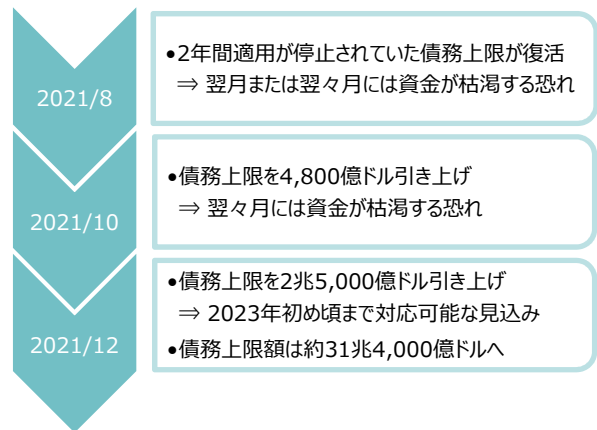 2021/8
•2年間適用が停止されていた債務上限が復活
⇒ 翌月または翌々月には資金が枯渇する恐れ
2021/10
•債務上限を4,800億ドル引き上げ
⇒ 翌々月には資金が枯渇する恐れ
2021/12
•債務上限を2兆5,000億ドル引き上げ
⇒ 2023年初め頃まで対応可能な見込み
•債務上限額は約31兆4,000億ドルへ